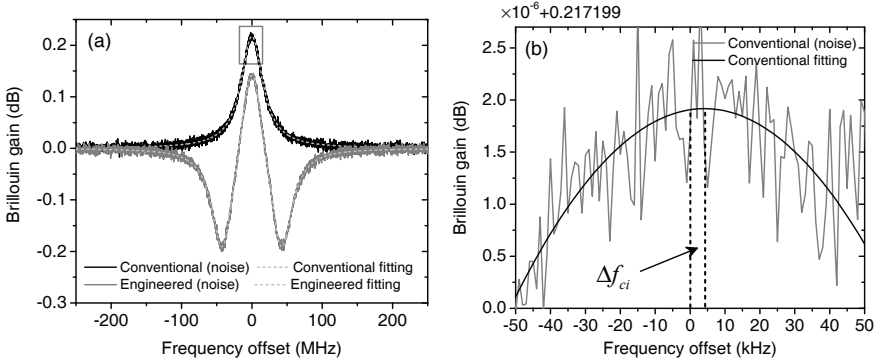 (a)
0.2
0.1
0.0
-0.1
-0.2
-0.3
Brillouin gain (dB)
Conventional (noise)
Conventional fitting
Engineered (noise)
Engineered fitting
-200
-100
0
100
200
Frequency offset (MHz)
×10⁻⁶+0.217199
(b)
2.5
2.0
1.5
1.0
0.5
0.0
Brillouin gain (dB)
Conventional (noise)
Conventional fitting
Δf_ci
-50
-40
-30
-20
-10
0
10
20
30
40
50
Frequency offset (kHz)